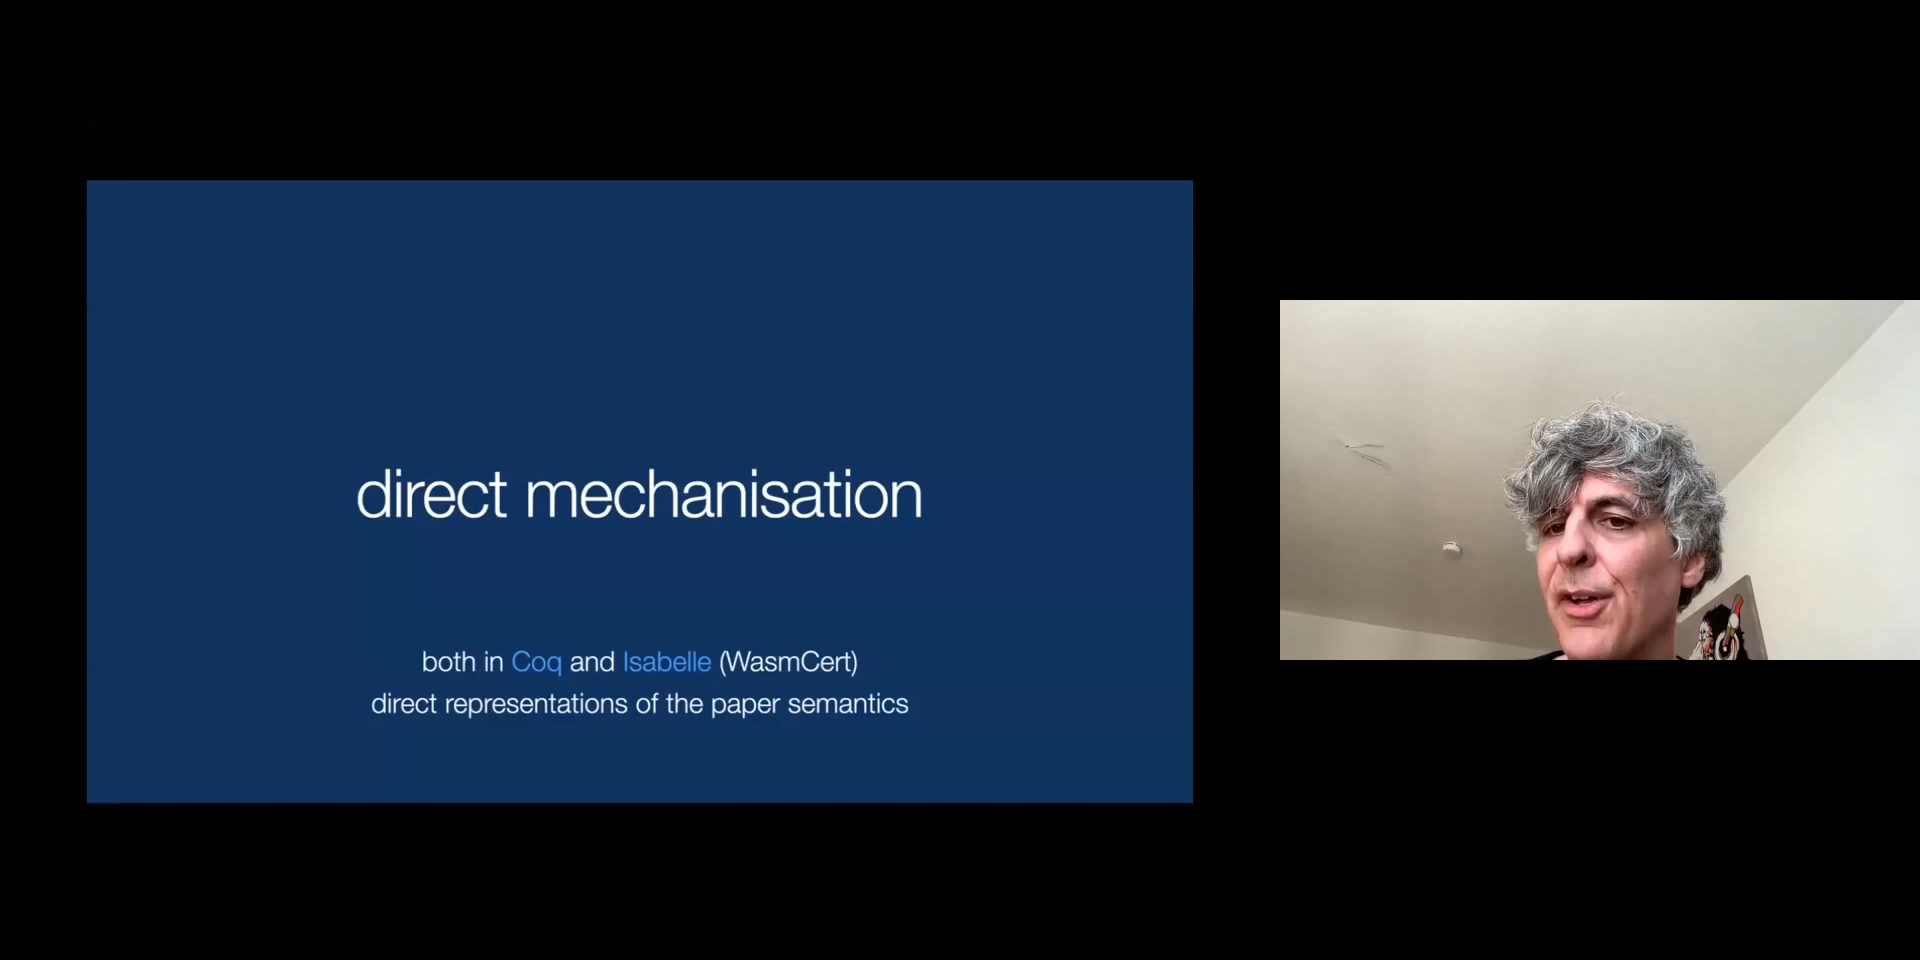 direct mechanisation
both in Coq and Isabelle (WasmCert)
direct representations of the paper semantics